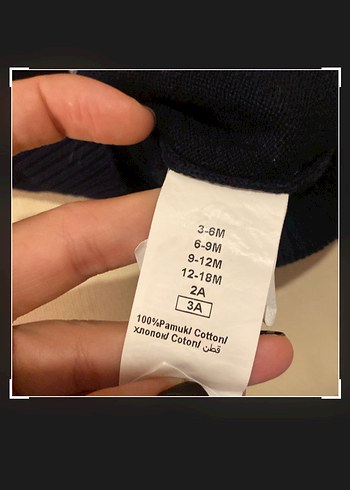 3-6M
6-9M
9-12M
12-18M
2A
3A
100%Pamuk/ Cotton/
хлопок/ Coton/ قطن